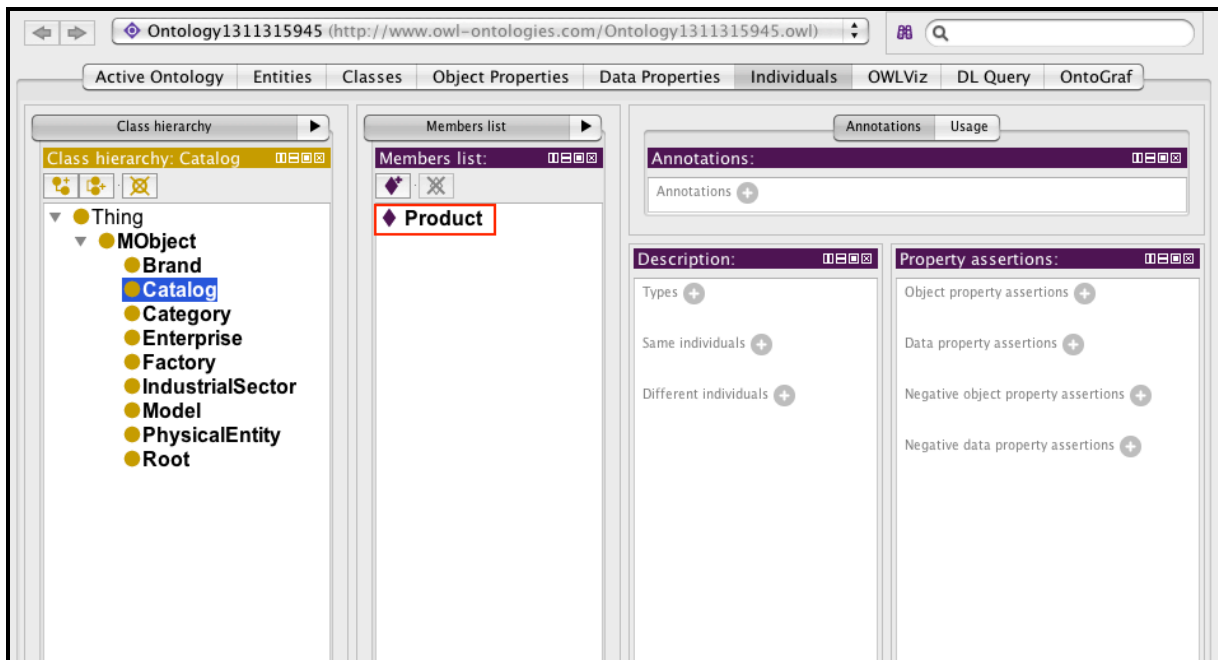 Ontology1311315945 (http://www.owl-ontologies.com/Ontology1311315945.owl)
Active Ontology Entities Classes Object Properties Data Properties Individuals OWLViz DL Query OntoGraf
Class hierarchy
Class hierarchy: Catalog
Thing
MObject
Brand
Catalog
Category
Enterprise
Factory
IndustrialSector
Model
PhysicalEntity
Root
Members list
Members list:
Product
Annotations Usage
Annotations:
Annotations
Description:
Types
Same individuals
Different individuals
Property assertions:
Object property assertions
Data property assertions
Negative object property assertions
Negative data property assertions